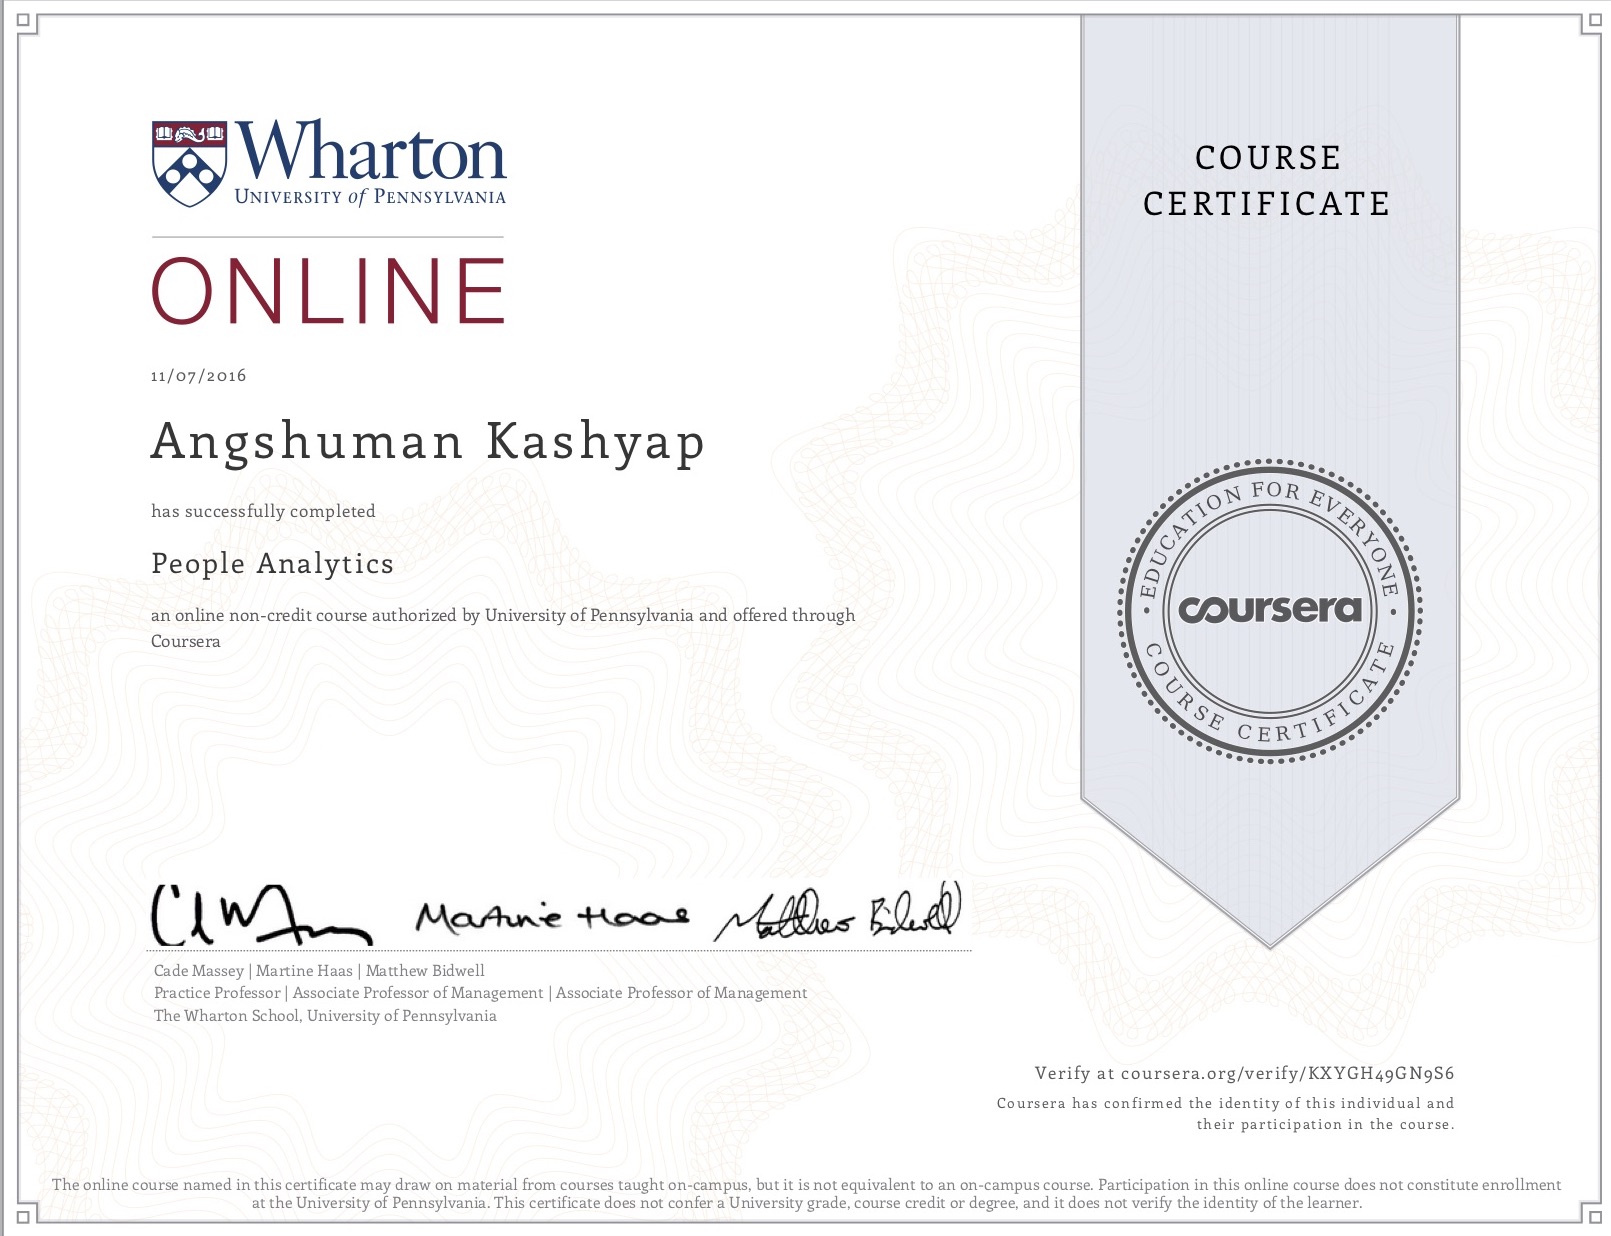 Wharton
UNIVERSITY of PENNSYLVANIA
ONLINE
11/07/2016
Angshuman Kashyap
has successfully completed
People Analytics
an online non-credit course authorized by University of Pennsylvania and offered through
Coursera
COURSE
CERTIFICATE
EDUCATION FOR EVERYONE
coursera
COURSE CERTIFICATE
Martine Haas
Matthew Bidwell
Cade Massey | Martine Haas | Matthew Bidwell
Practice Professor | Associate Professor of Management | Associate Professor of Management
The Wharton School, University of Pennsylvania
Verify at coursera.org/verify/KXYGH49GN9S6
Coursera has confirmed the identity of this individual and
their participation in the course.
The online course named in this certificate may draw on material from courses taught on-campus, but it is not equivalent to an on-campus course. Participation in this online course does not constitute enrollment
at the University of Pennsylvania. This certificate does not confer a University grade, course credit or degree, and it does not verify the identity of the learner.